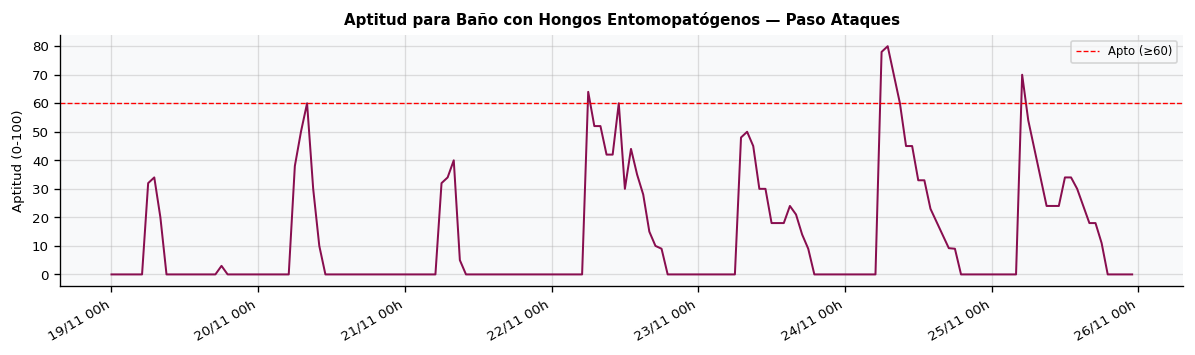 Aptitud para Baño con Hongos Entomopatógenos — Paso Ataques
Apto (≥60)
Aptitud (0-100)
80
70
60
50
40
30
20
10
0
19/11 00h
20/11 00h
21/11 00h
22/11 00h
23/11 00h
24/11 00h
25/11 00h
26/11 00h